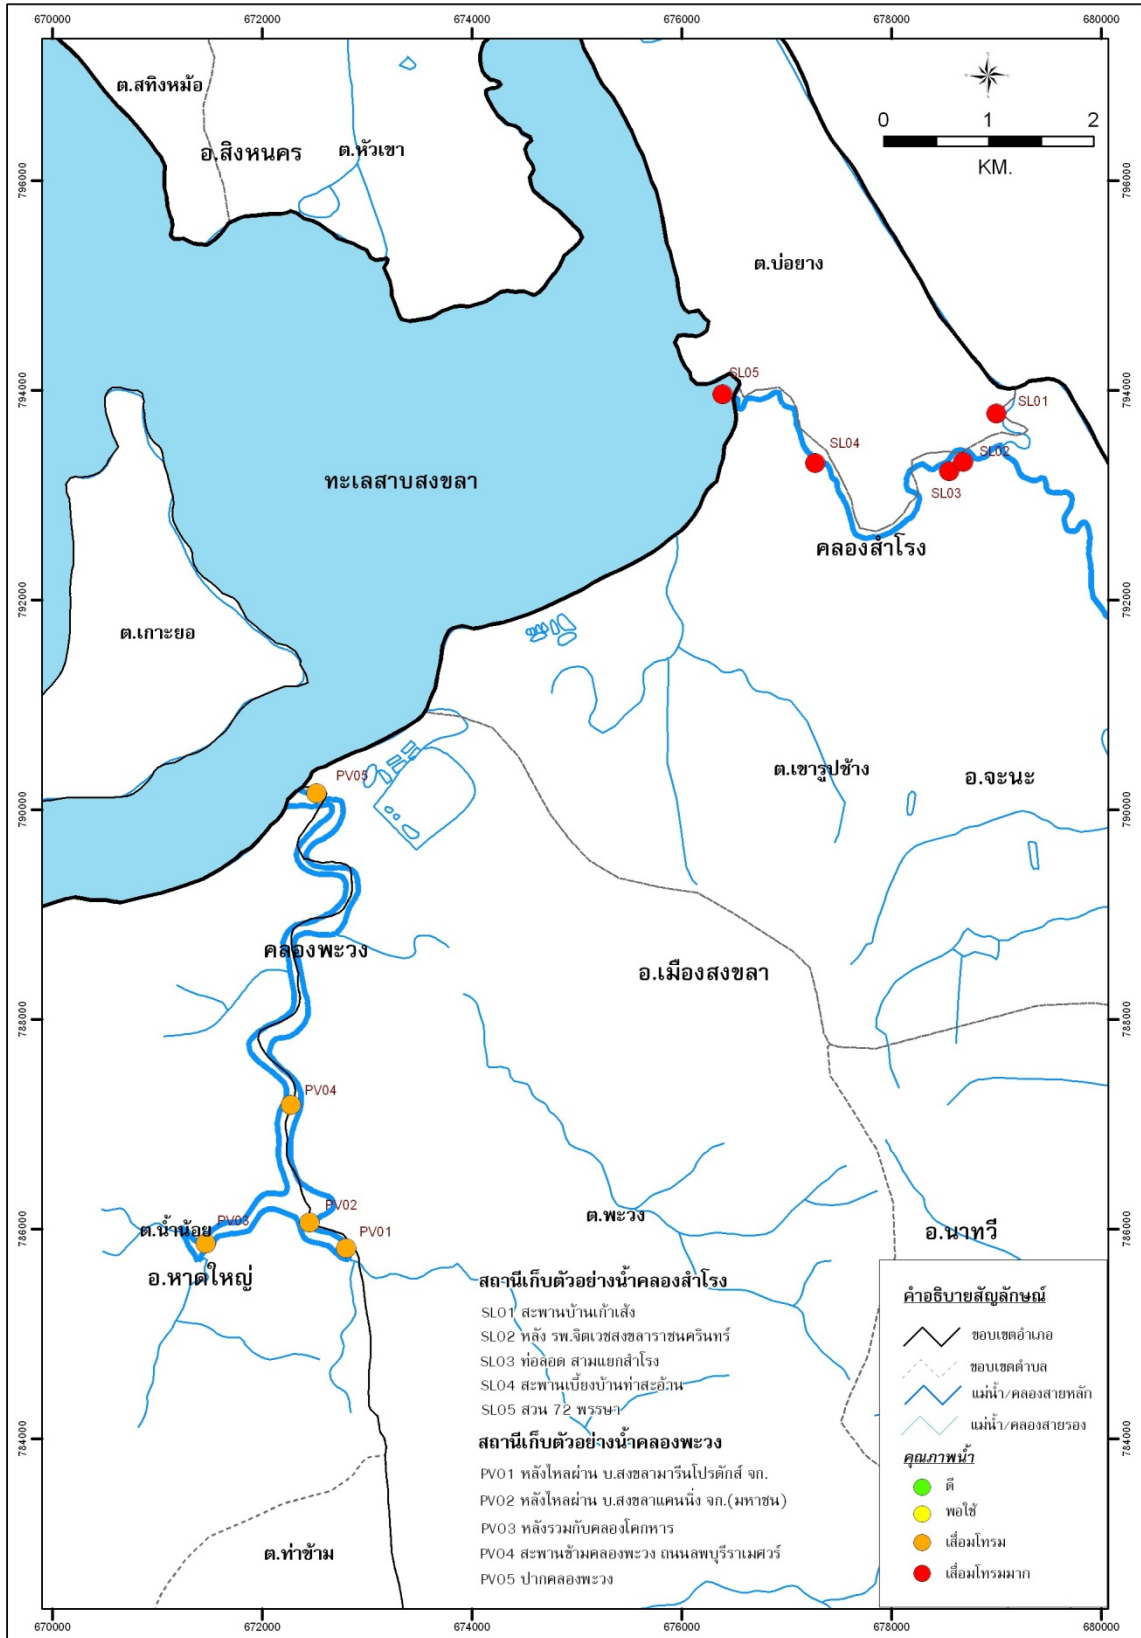 670000 672000 674000 676000 678000 680000
ต.สทิงหม้อ
อ.สิงหนคร
ต.หัวเขา
0 1 2
KM.
796000 796000
ต.บ่อยาง
794000 794000
SL05
SL01
SL04
SL02
SL03
ทะเลสาบสงขลา
คลองสำโรง
792000 792000
ต.เกาะยอ
ต.เขารูปช้าง
อ.จะนะ
PV05
790000 790000
คลองพะวง
อ.เมืองสงขลา
788000 788000
PV04
PV02
PV03
PV01
ต.น้ำน้อย
786000 786000
ต.พะวง
อ.นาทวี
อ.หาดใหญ่
สถานีเก็บตัวอย่างน้ำคลองสำโรง
SL01 สะพานบ้านเก้าเส้ง
SL02 หลัง รพ.จิตเวชสงขลาราชนครินทร์
SL03 ท่อลอด สามแยกสำโรง
SL04 สะพานเบี้ยงบ้านท่าสะอ้าน
SL05 สวน 72 พรรษา
สถานีเก็บตัวอย่างน้ำคลองพะวง
PV01 หลังไหลผ่าน บ.สงขลามารีนโปรดักส์ จก.
PV02 หลังไหลผ่าน บ.สงขลาแคนนิ่ง จก.(มหาชน)
PV03 หลังรวมกับคลองโคกหาร
PV04 สะพานข้ามคลองพะวง ถนนลพบุรีราเมศวร์
PV05 ปากคลองพะวง
คำอธิบายสัญลักษณ์
ขอบเขตอำเภอ
ขอบเขตตำบล
แม่น้ำ/คลองสายหลัก
แม่น้ำ/คลองสายรอง
คุณภาพน้ำ
ดี
พอใช้
เสื่อมโทรม
เสื่อมโทรมมาก
784000 784000
ต.ท่าข้าม
670000 672000 674000 676000 678000 680000